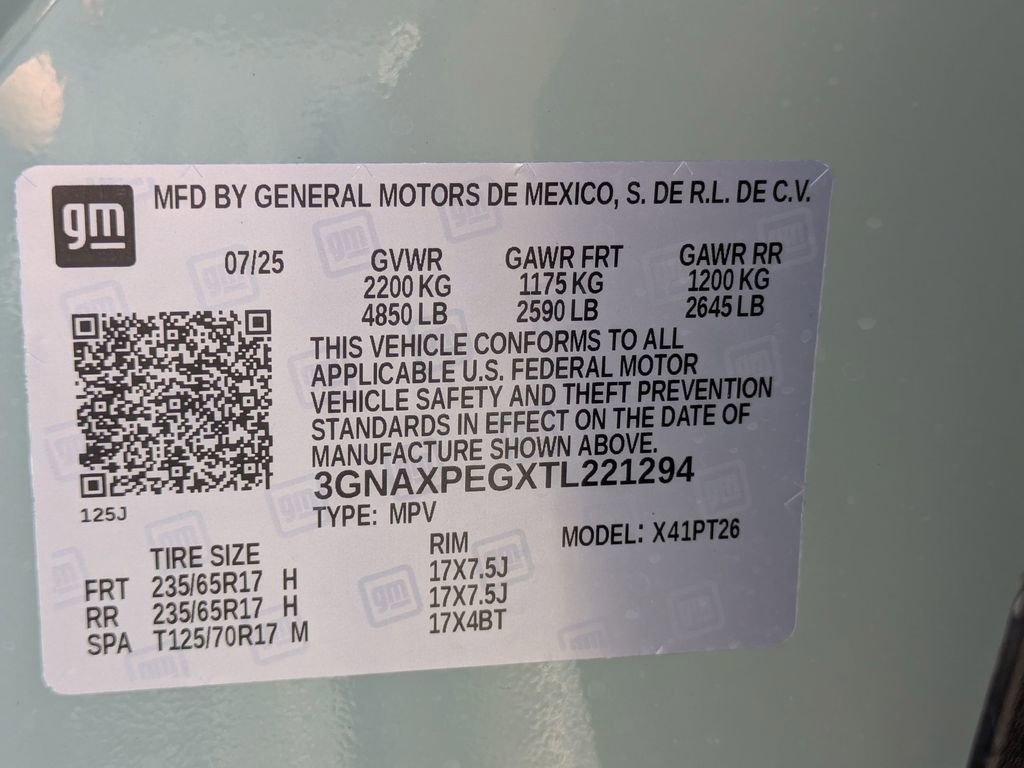 gm
MFD BY GENERAL MOTORS DE MEXICO, S. DE R.L. DE C.V.
07/25 GVWR GAWR FRT GAWR RR
2200 KG 1175 KG 1200 KG
4850 LB 2590 LB 2645 LB
THIS VEHICLE CONFORMS TO ALL
APPLICABLE U.S. FEDERAL MOTOR
VEHICLE SAFETY AND THEFT PREVENTION
STANDARDS IN EFFECT ON THE DATE OF
MANUFACTURE SHOWN ABOVE.
3GNAXPEGXTL221294
125J
TYPE: MPV MODEL: X41PT26
TIRE SIZE RIM
FRT 235/65R17 H 17X7.5J
RR 235/65R17 H 17X7.5J
SPA T125/70R17 M 17X4BT